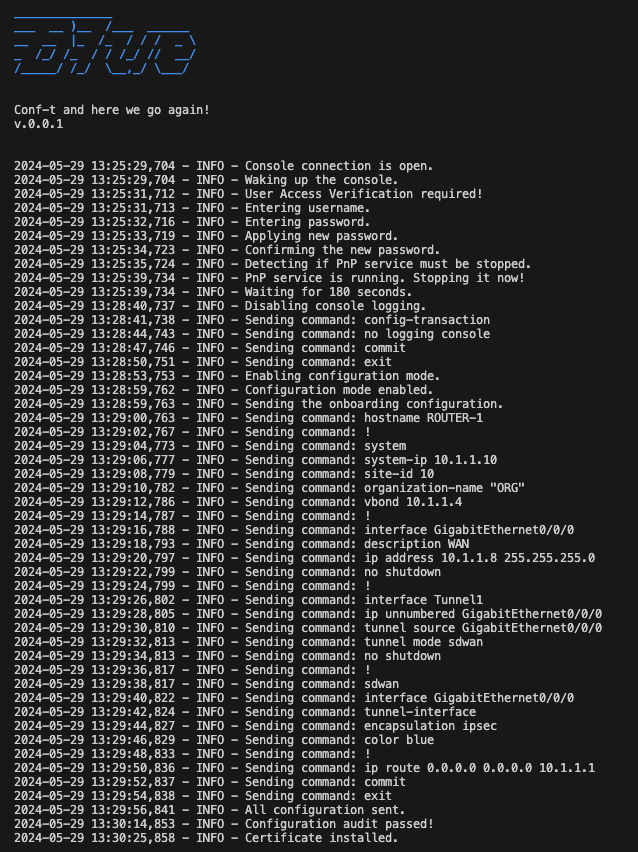 Conf-t and here we go again!
v.0.0.1
2024-05-29 13:25:29,704 - INFO - Console connection is open.
2024-05-29 13:25:29,704 - INFO - Waking up the console.
2024-05-29 13:25:31,712 - INFO - User Access Verification required!
2024-05-29 13:25:31,713 - INFO - Entering username.
2024-05-29 13:25:32,716 - INFO - Entering password.
2024-05-29 13:25:33,719 - INFO - Applying new password.
2024-05-29 13:25:34,723 - INFO - Confirming the new password.
2024-05-29 13:25:35,724 - INFO - Detecting if PnP service must be stopped.
2024-05-29 13:25:39,734 - INFO - PnP service is running. Stopping it now!
2024-05-29 13:25:39,734 - INFO - Waiting for 180 seconds.
2024-05-29 13:28:40,737 - INFO - Disabling console logging.
2024-05-29 13:28:41,738 - INFO - Sending command: config-transaction
2024-05-29 13:28:44,743 - INFO - Sending command: no logging console
2024-05-29 13:28:47,746 - INFO - Sending command: commit
2024-05-29 13:28:50,751 - INFO - Sending command: exit
2024-05-29 13:28:53,753 - INFO - Enabling configuration mode.
2024-05-29 13:28:59,762 - INFO - Configuration mode enabled.
2024-05-29 13:28:59,763 - INFO - Sending the onboarding configuration.
2024-05-29 13:29:00,763 - INFO - Sending command: hostname ROUTER-1
2024-05-29 13:29:02,767 - INFO - Sending command: !
2024-05-29 13:29:04,773 - INFO - Sending command: system
2024-05-29 13:29:06,777 - INFO - Sending command: system-ip 10.1.1.10
2024-05-29 13:29:08,779 - INFO - Sending command: site-id 10
2024-05-29 13:29:10,782 - INFO - Sending command: organization-name "ORG"
2024-05-29 13:29:12,786 - INFO - Sending command: vbond 10.1.1.4
2024-05-29 13:29:14,787 - INFO - Sending command: !
2024-05-29 13:29:16,788 - INFO - Sending command: interface GigabitEthernet0/0/0
2024-05-29 13:29:18,793 - INFO - Sending command: description WAN
2024-05-29 13:29:20,797 - INFO - Sending command: ip address 10.1.1.8 255.255.255.0
2024-05-29 13:29:22,799 - INFO - Sending command: no shutdown
2024-05-29 13:29:24,799 - INFO - Sending command: !
2024-05-29 13:29:26,802 - INFO - Sending command: interface Tunnel1
2024-05-29 13:29:28,805 - INFO - Sending command: ip unnumbered GigabitEthernet0/0/0
2024-05-29 13:29:30,810 - INFO - Sending command: tunnel source GigabitEthernet0/0/0
2024-05-29 13:29:32,813 - INFO - Sending command: tunnel mode sdwan
2024-05-29 13:29:34,813 - INFO - Sending command: no shutdown
2024-05-29 13:29:36,817 - INFO - Sending command: !
2024-05-29 13:29:38,817 - INFO - Sending command: sdwan
2024-05-29 13:29:40,822 - INFO - Sending command: interface GigabitEthernet0/0/0
2024-05-29 13:29:42,824 - INFO - Sending command: tunnel-interface
2024-05-29 13:29:44,827 - INFO - Sending command: encapsulation ipsec
2024-05-29 13:29:46,829 - INFO - Sending command: color blue
2024-05-29 13:29:48,833 - INFO - Sending command: !
2024-05-29 13:29:50,836 - INFO - Sending command: ip route 0.0.0.0 0.0.0.0 10.1.1.1
2024-05-29 13:29:52,837 - INFO - Sending command: commit
2024-05-29 13:29:54,838 - INFO - Sending command: exit
2024-05-29 13:29:56,841 - INFO - All configuration sent.
2024-05-29 13:30:14,853 - INFO - Configuration audit passed!
2024-05-29 13:30:25,858 - INFO - Certificate installed.